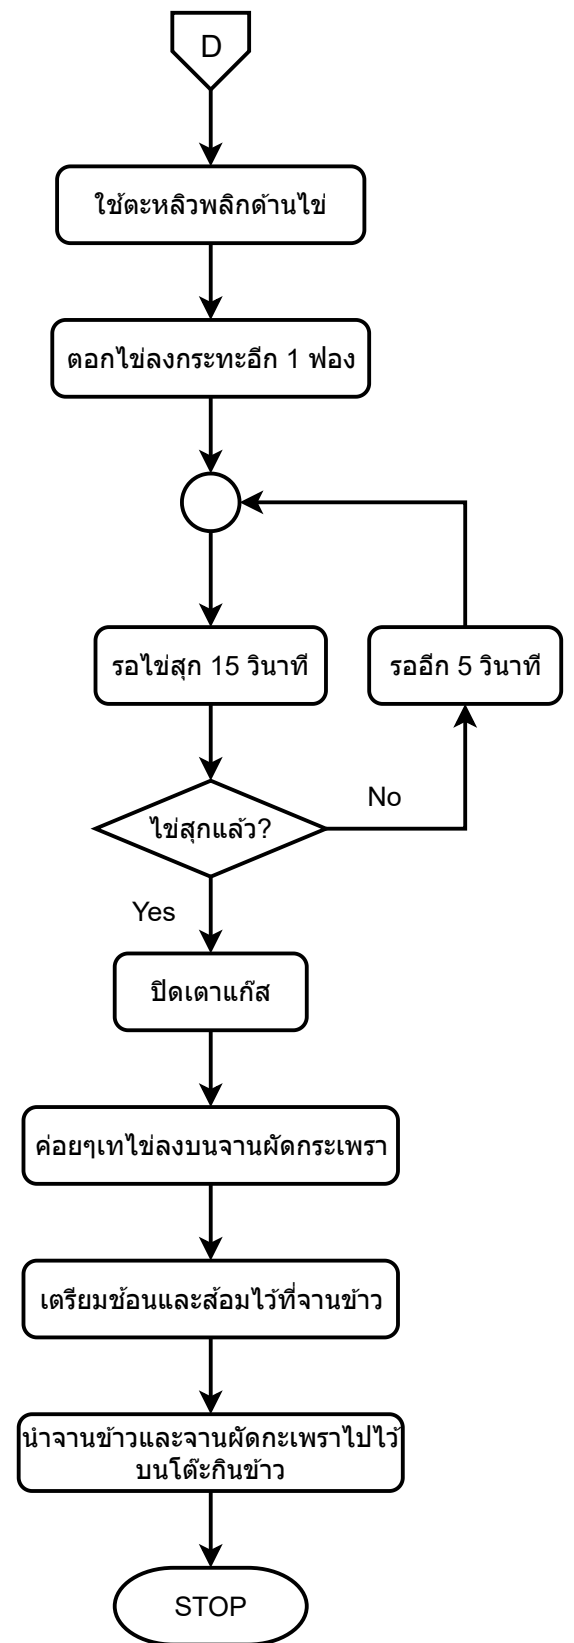 D
ใช้ตะหลิวพลิกด้านไข่
ตอกไข่ลงกระทะอีก 1 ฟอง
รอไข่สุก 15 วินาที
รออีก 5 วินาที
No
ไข่สุกแล้ว?
Yes
ปิดเตาแก๊ส
ค่อยๆเทไข่ลงบนจานผัดกระเพรา
เตรียมช้อนและส้อมไว้ที่จานข้าว
นำจานข้าวและจานผัดกะเพราไปไว้
บนโต๊ะกินข้าว
STOP